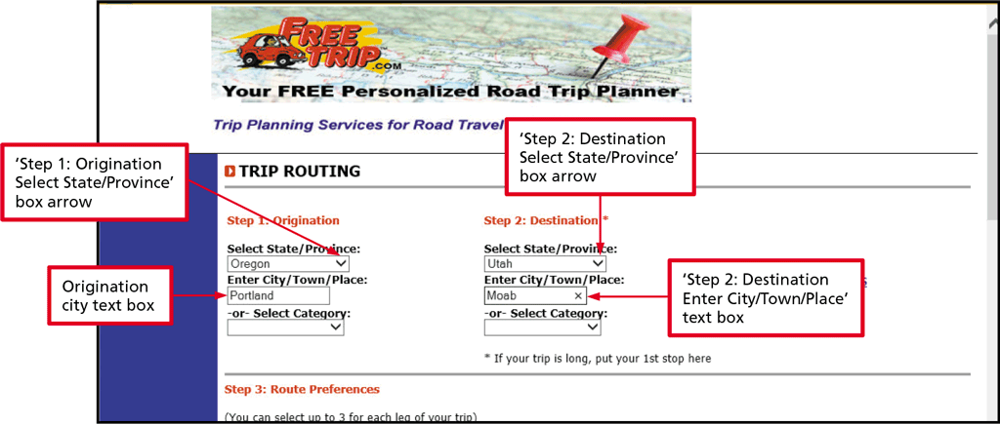 FREE
TRIP
.COM
Your FREE Personalized Road Trip Planner
Trip Planning Services for Road Travel
'Step 2: Destination
Select State/Province'
box arrow
'Step 1: Origination
Select State/Province'
box arrow
TRIP ROUTING
Step 1: Origination
Step 2: Destination *
Select State/Province:
Select State/Province:
Oregon
Utah
Enter City/Town/Place:
Enter City/Town/Place:
Origination
city text box
Portland
Moab ×
'Step 2: Destination
Enter City/Town/Place'
text box
-or- Select Category:
-or- Select Category:
* If your trip is long, put your 1st stop here
Step 3: Route Preferences
(You can select up to 3 for each leg of your trip)